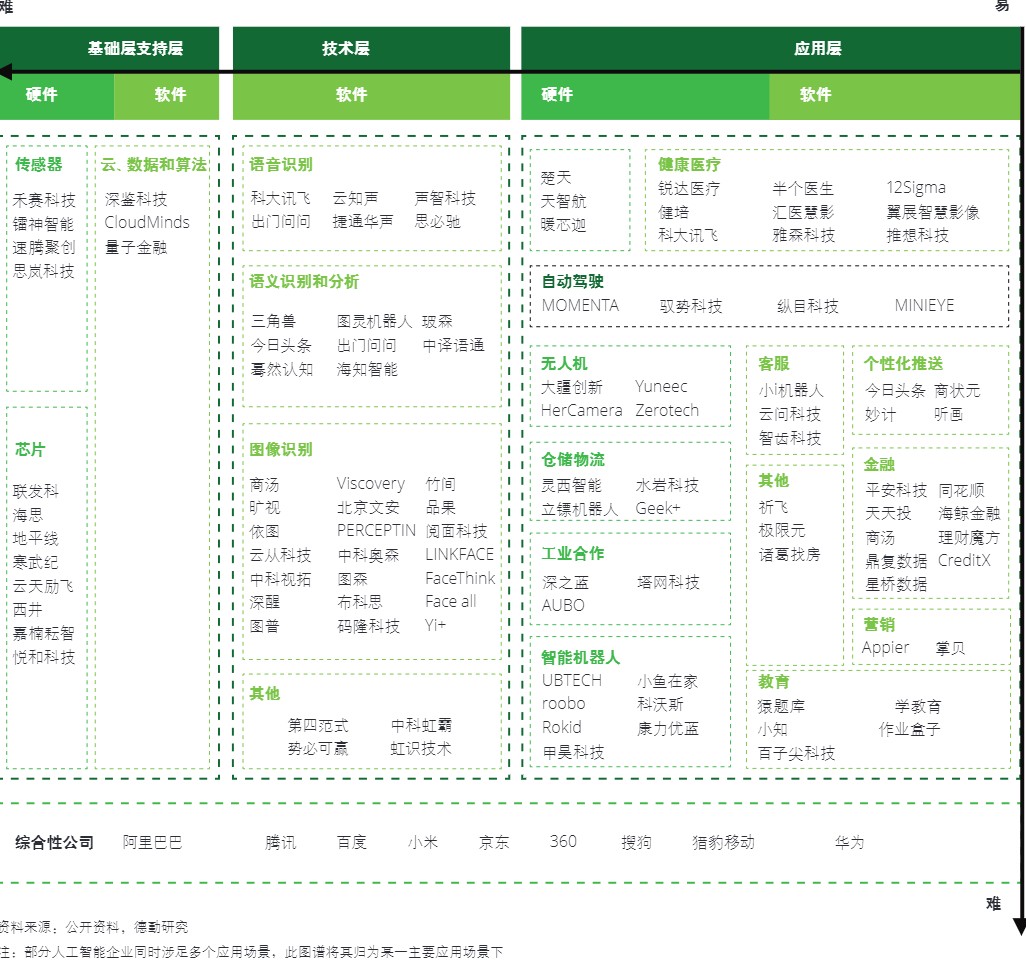 难
易
基础层支持层
技术层
应用层
硬件
软件
软件
硬件
软件
传感器
禾赛科技
镭神智能
速腾聚创
思岚科技
云、数据和算法
深鉴科技
CloudMinds
量子金融
芯片
联发科
海思
地平线
寒武纪
云天励飞
西井
嘉楠耘智
悦和科技
语音识别
科大讯飞 云知声 声智科技
出门问问 捷通华声 思必驰
语义识别和分析
三角兽 图灵机器人 玻森
今日头条 出门问问 中译语通
蓦然认知 海知智能
图像识别
商汤 Viscovery 竹间
旷视 北京文安 品果
依图 PERCEPTIN 阅面科技
云从科技 中科奥森 LINKFACE
中科视拓 图森 FaceThink
深醒 布科思 Face all
图普 码隆科技 Yi+
其他
第四范式 中科虹霸
势必可赢 虹识技术
楚天
天智航
暖芯迦
健康医疗
锐达医疗 半个医生 12Sigma
健培 汇医慧影 翼展智慧影像
科大讯飞 雅森科技 推想科技
自动驾驶
MOMENTA 驭势科技 纵目科技 MINIEYE
无人机
大疆创新 Yuneec
HerCamera Zerotech
仓储物流
灵西智能 水岩科技
立镖机器人 Geek+
工业合作
深之蓝 塔网科技
AUBO
智能机器人
UBTECH 小鱼在家
roobo 科沃斯
Rokid 康力优蓝
甲昊科技
客服
小i机器人
云问科技
智齿科技
其他
祈飞
极限元
诸葛找房
个性化推送
今日头条 商状元
妙计 听画
金融
平安科技 同花顺
天天投 海鲸金融
商汤 理财魔方
鼎复数据 CreditX
星桥数据
营销
Appier 掌贝
教育
猿题库 学教育
小知 作业盒子
百子尖科技
综合性公司 阿里巴巴 腾讯 百度 小米 京东 360 搜狗 猎豹移动 华为
难
资料来源：公开资料，德勤研究
注：部分人工智能企业同时涉足多个应用场景，此图谱将其归为某一主要应用场景下